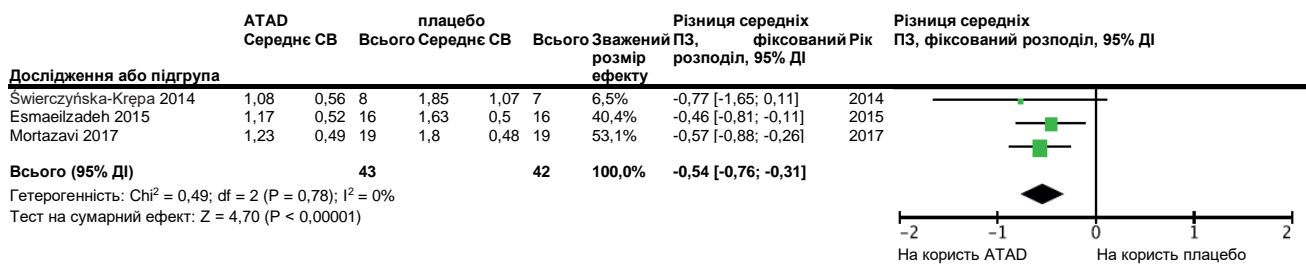 ATAD плацебо Різниця середніх Різниця середніх
Середнє СВ Всього Середнє СВ Всього Зважений ПЗ, фіксований Рік ПЗ, фіксований розподіл, 95% ДІ
розмір розподіл, 95% ДІ
Дослідження або підгрупа ефекту
Świerczyńska-Krępa 2014 1,08 0,56 8 1,85 1,07 7 6,5% -0,77 [-1,65; 0,11] 2014
Esmaeilzadeh 2015 1,17 0,52 16 1,63 0,5 16 40,4% -0,46 [-0,81; -0,11] 2015
Mortazavi 2017 1,23 0,49 19 1,8 0,48 19 53,1% -0,57 [-0,88; -0,26] 2017
Всього (95% ДІ) 43 42 100,0% -0,54 [-0,76; -0,31]
Гетерогенність: Chi² = 0,49; df = 2 (P = 0,78); I² = 0%
Тест на сумарний ефект: Z = 4,70 (P < 0,00001)
-2 -1 0 1 2
На користь ATAD На користь плацебо